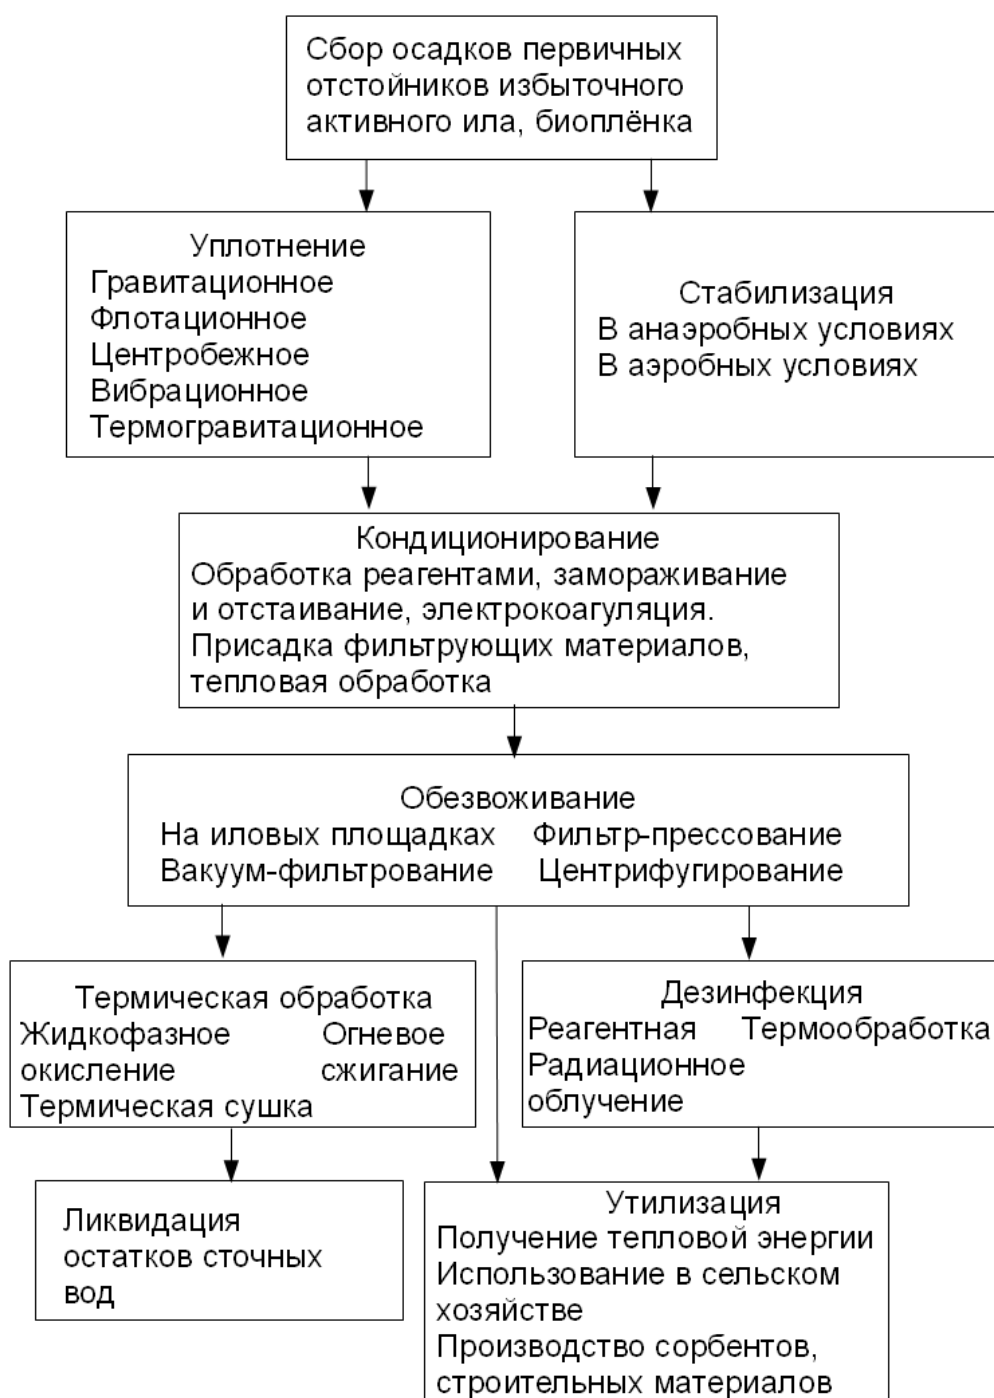 Сбор осадков первичных
отстойников избыточного
активного ила, биоплёнка
Уплотнение
Гравитационное
Флотационное
Центробежное
Вибрационное
Термогравитационное
Стабилизация
В анаэробных условиях
В аэробных условиях
Кондиционирование
Обработка реагентами, замораживание
и отстаивание, электрокоагуляция.
Присадка фильтрующих материалов,
тепловая обработка
Обезвоживание
На иловых площадках Фильтр-прессование
Вакуум-фильтрование Центрифугирование
Термическая обработка
Жидкофазное Огневое
окисление сжигание
Термическая сушка
Дезинфекция
Реагентная Термообработка
Радиационное
облучение
Ликвидация
остатков сточных
вод
Утилизация
Получение тепловой энергии
Использование в сельском
хозяйстве
Производство сорбентов,
строительных материалов